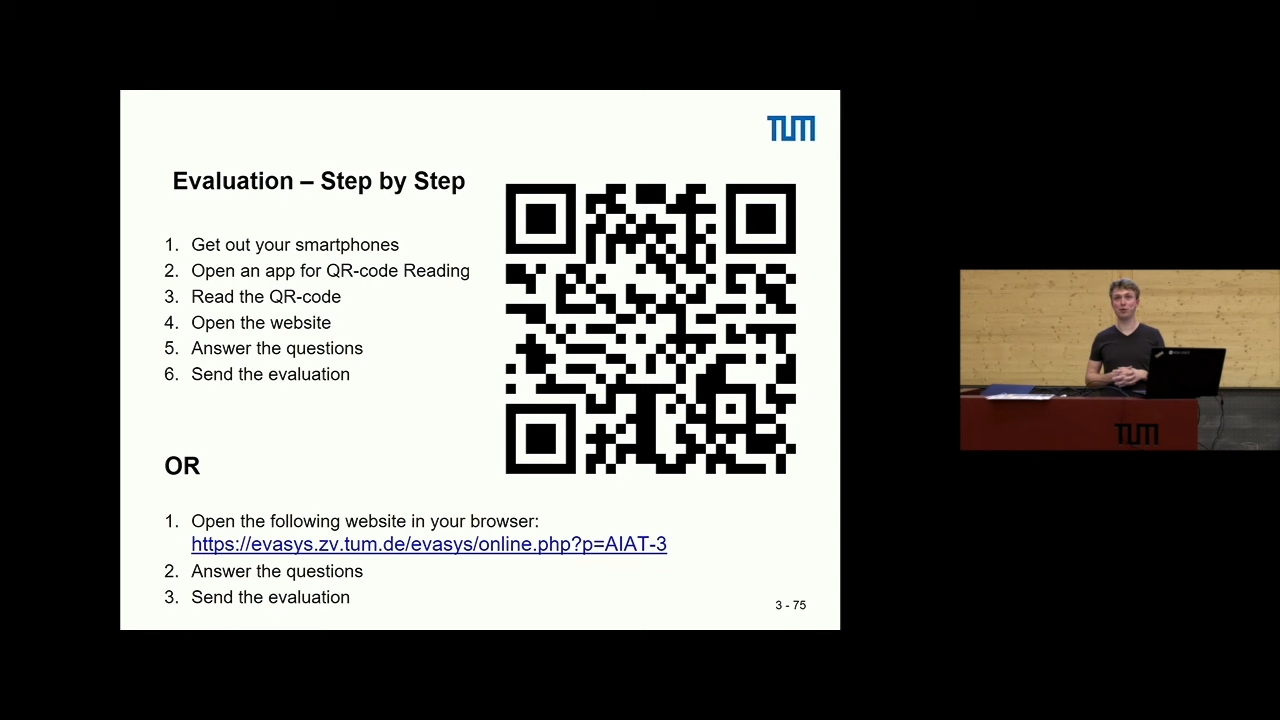 TUM
Evaluation – Step by Step
1. Get out your smartphones
2. Open an app for QR-code Reading
3. Read the QR-code
4. Open the website
5. Answer the questions
6. Send the evaluation
OR
1. Open the following website in your browser:
https://evasys.zv.tum.de/evasys/online.php?p=AIAT-3
2. Answer the questions
3. Send the evaluation
3 - 75
TUM